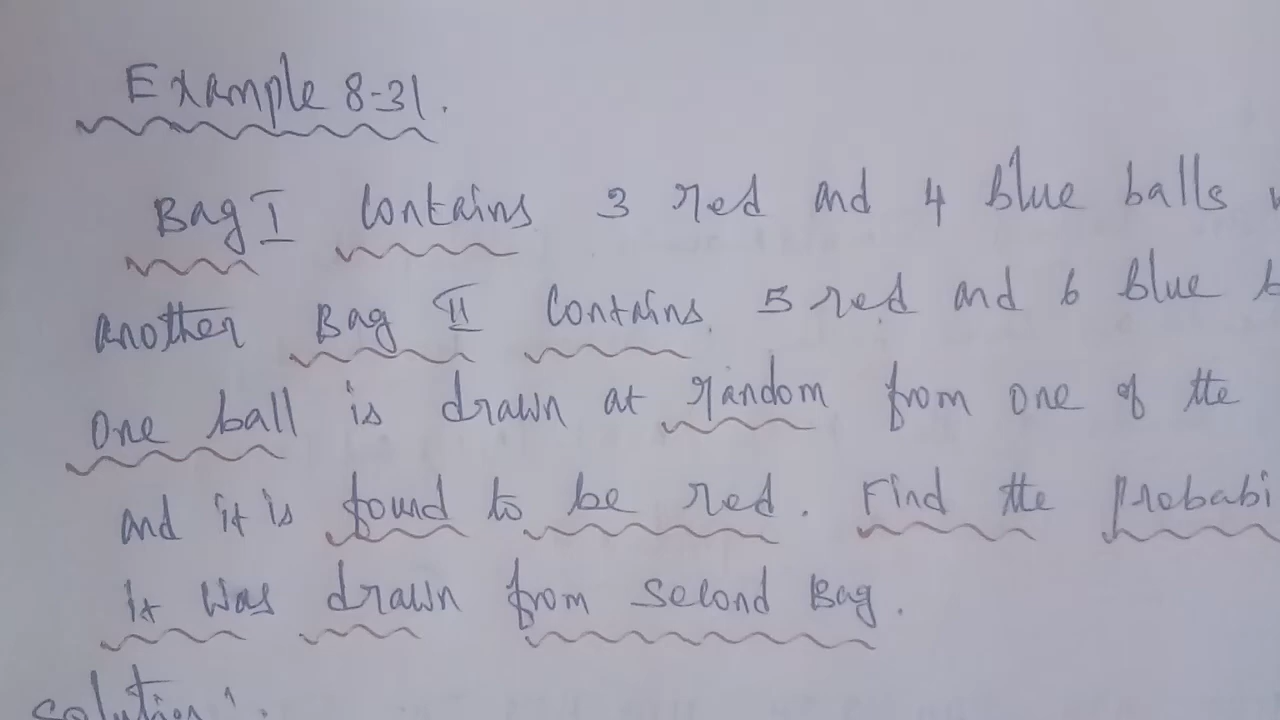 Example 8-31.
Bag I contains 3 red and 4 blue balls
another Bag II contains 5 red and 6 blue
One ball is drawn at random from one of the
and it is found to be red. Find the Probabi
it was drawn from second Bag.
Solution: